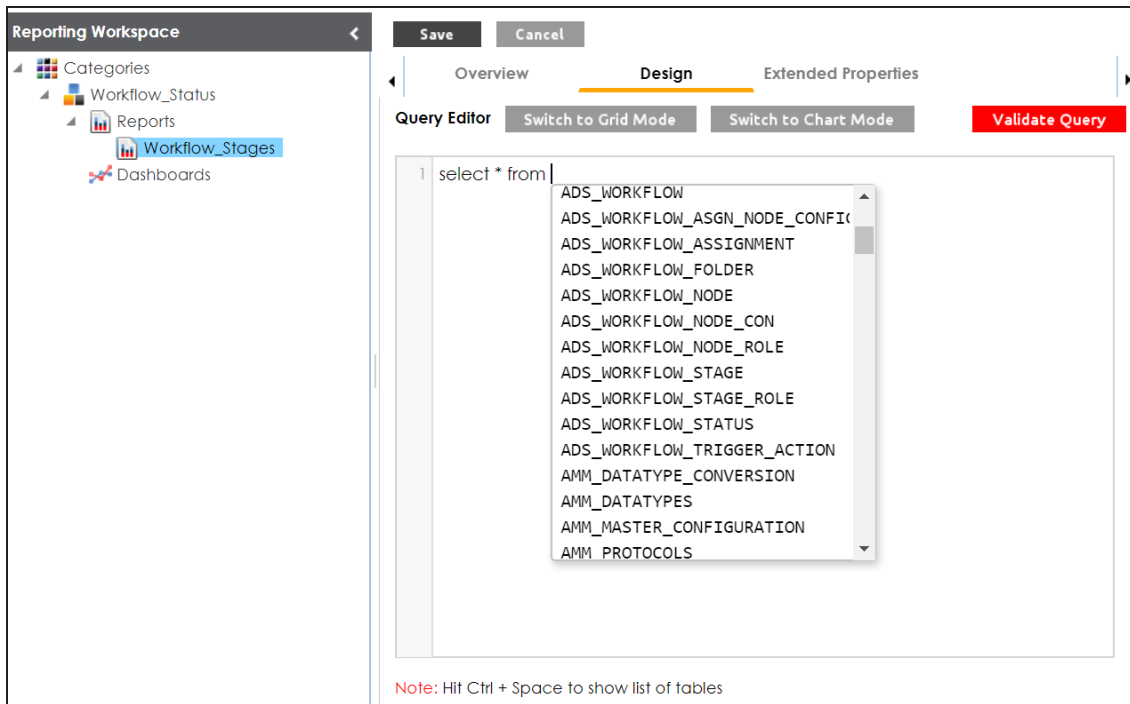 Reporting Workspace
Categories
Workflow_Status
Reports
Workflow_Stages
Dashboards
Save Cancel
Overview Design Extended Properties
Query Editor Switch to Grid Mode Switch to Chart Mode Validate Query
1 select * from
ADS_WORKFLOW
ADS_WORKFLOW_ASGN_NODE_CONFIG
ADS_WORKFLOW_ASSIGNMENT
ADS_WORKFLOW_FOLDER
ADS_WORKFLOW_NODE
ADS_WORKFLOW_NODE_CON
ADS_WORKFLOW_NODE_ROLE
ADS_WORKFLOW_STAGE
ADS_WORKFLOW_STAGE_ROLE
ADS_WORKFLOW_STATUS
ADS_WORKFLOW_TRIGGER_ACTION
AMM_DATATYPE_CONVERSION
AMM_DATATYPES
AMM_MASTER_CONFIGURATION
AMM_PROTOCOLS
Note: Hit Ctrl + Space to show list of tables